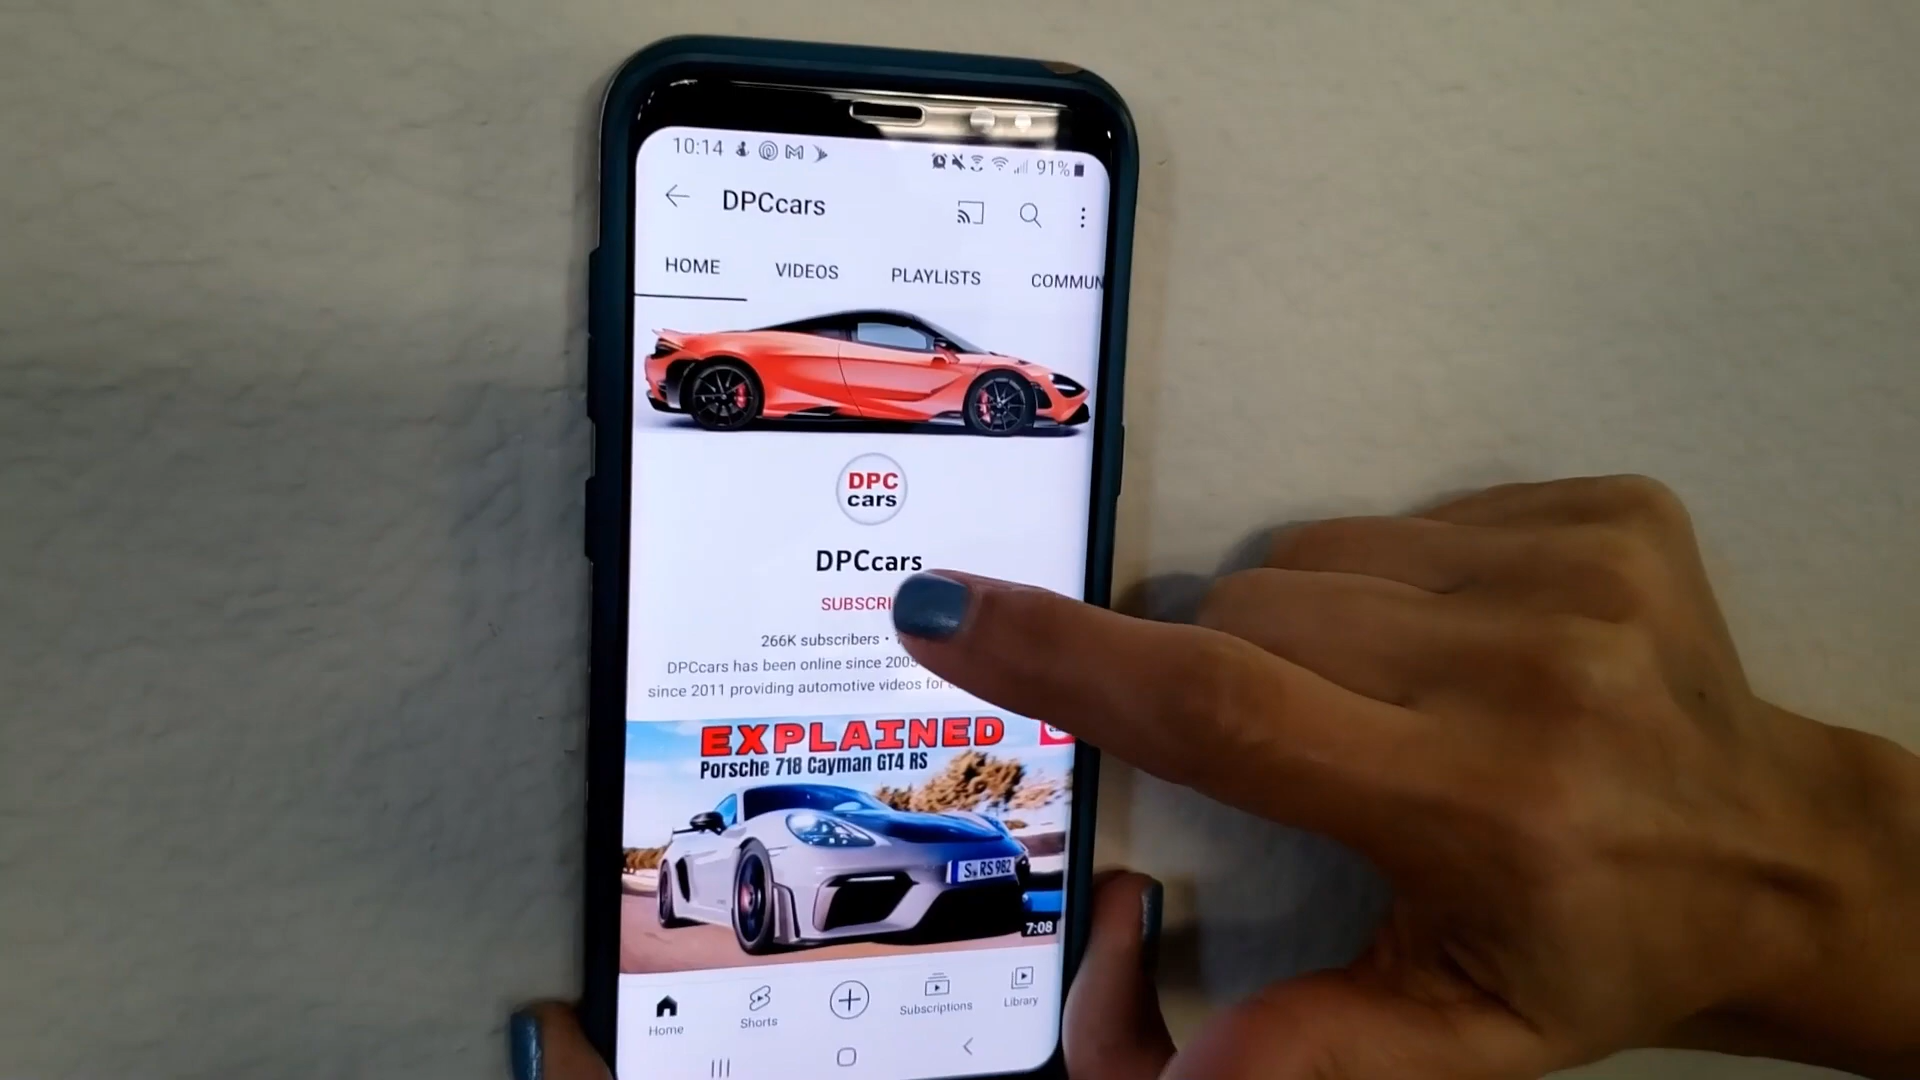 10:14
91%
DPCcars
HOME VIDEOS PLAYLISTS COMMUN
DPC
cars
DPCcars
SUBSCRI
266K subscribers •
DPCcars has been online since 2005
since 2011 providing automotive videos for
EXPLAINED
Porsche 718 Cayman GT4 RS
S RS 982
7:08
Home Shorts Subscriptions Library